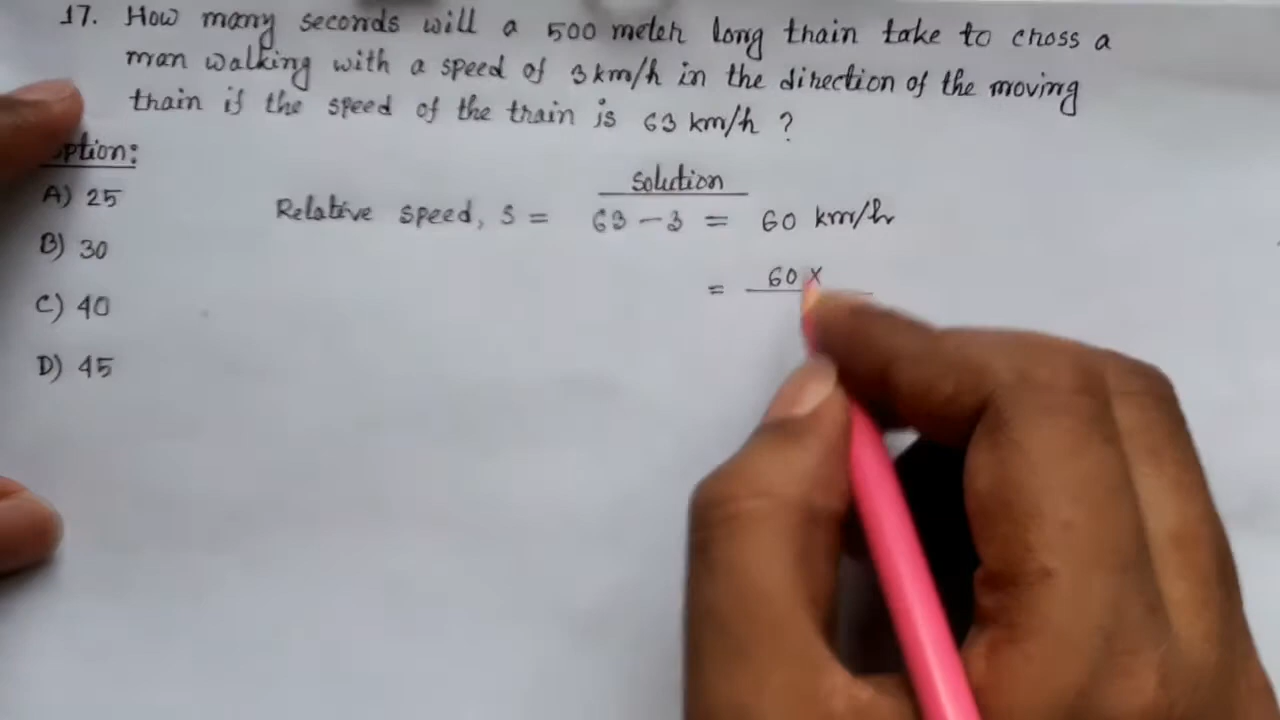 17. How many seconds will a 500 meter long train take to cross a
man walking with a speed of 3 km/h in the direction of the moving
train if the speed of the train is 63 km/h ?
ption:
A) 25
B) 30
C) 40
D) 45
Solution
Relative speed, S = 63 - 3 = 60 km/hr
= 60 x